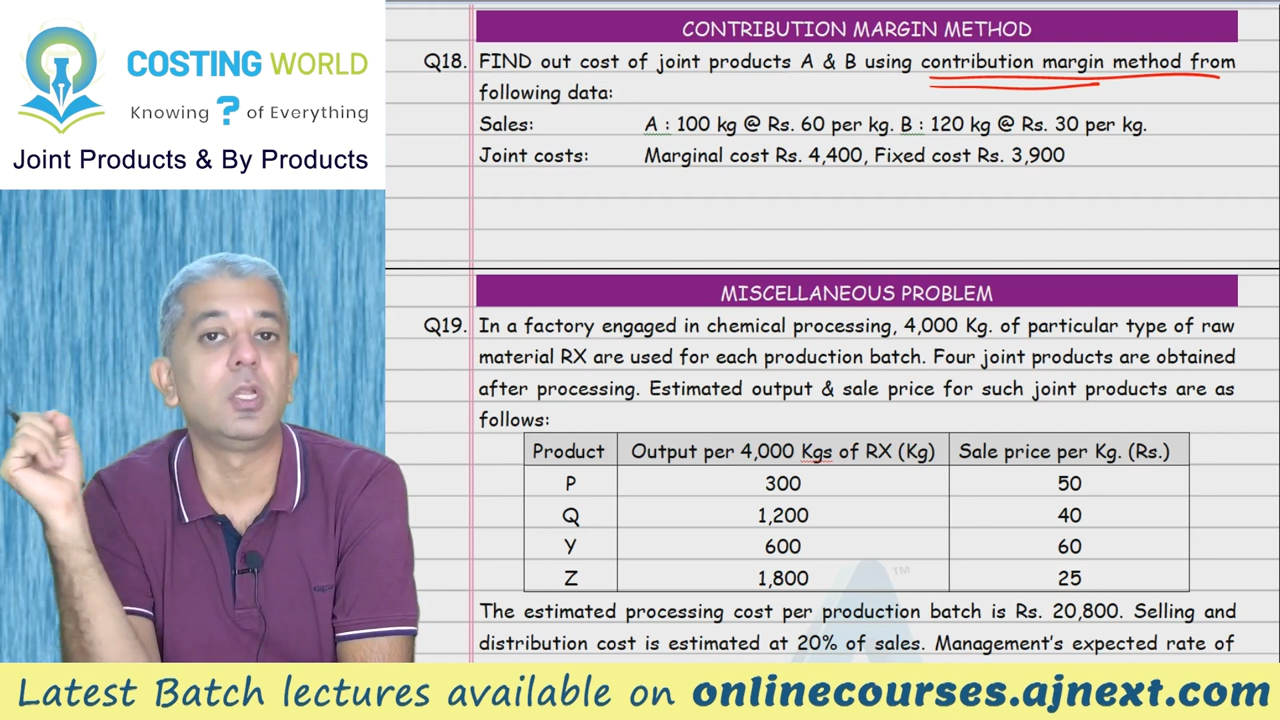 COSTING WORLD
Knowing ? of Everything
Joint Products & By Products
CONTRIBUTION MARGIN METHOD
Q18. FIND out cost of joint products A & B using contribution margin method from
following data:
Sales: A : 100 kg @ Rs. 60 per kg. B : 120 kg @ Rs. 30 per kg.
Joint costs: Marginal cost Rs. 4,400, Fixed cost Rs. 3,900
MISCELLANEOUS PROBLEM
Q19. In a factory engaged in chemical processing, 4,000 Kg. of particular type of raw
material RX are used for each production batch. Four joint products are obtained
after processing. Estimated output & sale price for such joint products are as
follows:
Product Output per 4,000 Kgs of RX (Kg) Sale price per Kg. (Rs.)
P 300 50
Q 1,200 40
Y 600 60
Z 1,800 25
TM
The estimated processing cost per production batch is Rs. 20,800. Selling and
distribution cost is estimated at 20% of sales. Management's expected rate of
Latest Batch lectures available on onlinecourses.ajnext.com